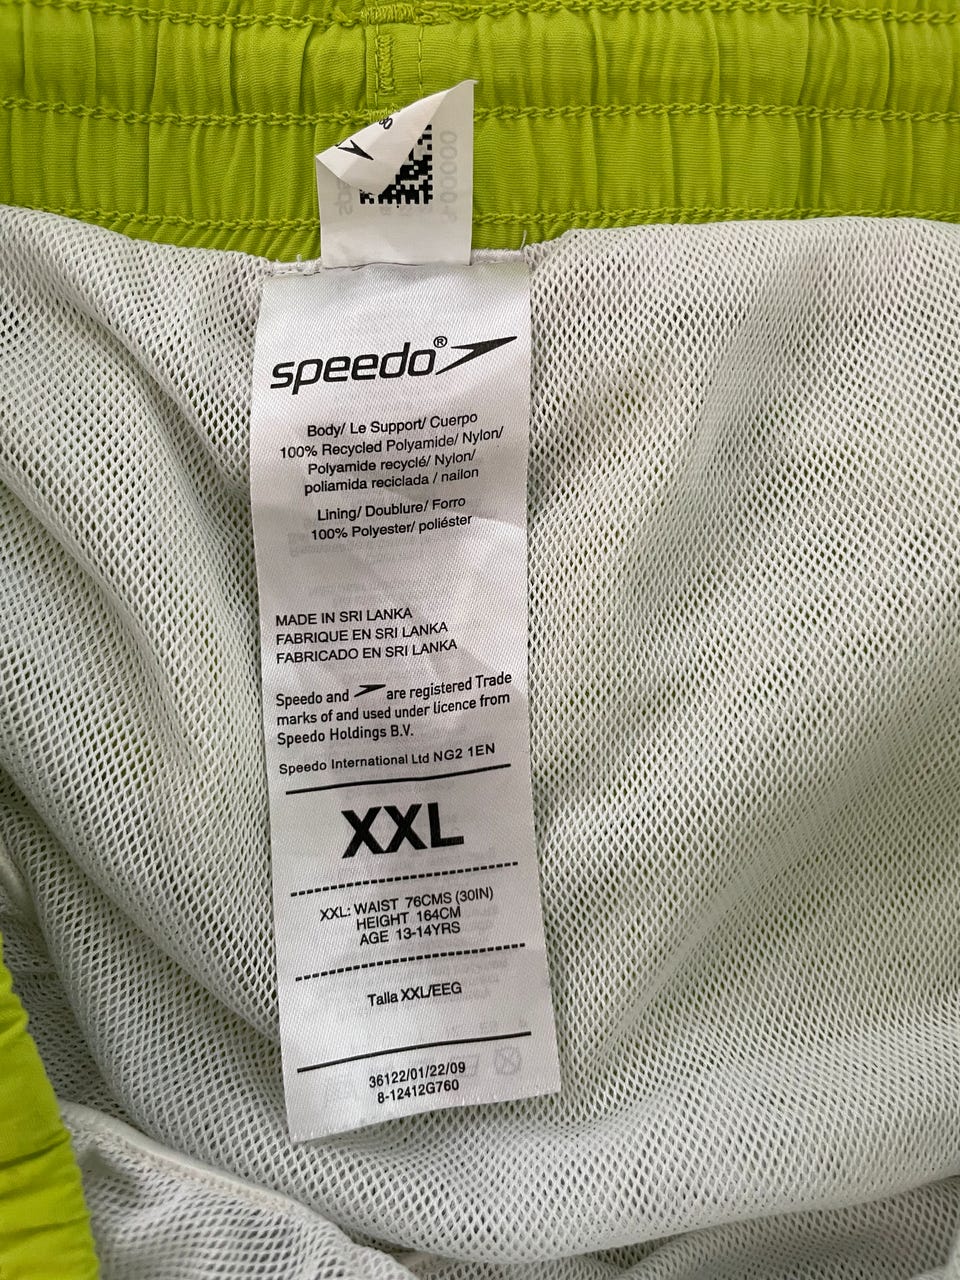 speedo®
Body/ Le Support/ Cuerpo
100% Recycled Polyamide/ Nylon/
Polyamide recyclé/ Nylon/
poliamida reciclada / nailon
Lining/ Doublure/ Forro
100% Polyester/ poliéster
MADE IN SRI LANKA
FABRIQUE EN SRI LANKA
FABRICADO EN SRI LANKA
Speedo and are registered Trade
marks of and used under licence from
Speedo Holdings B.V.
Speedo International Ltd NG2 1EN
XXL
XXL: WAIST 76CMS (30IN)
HEIGHT 164CM
AGE 13-14YRS
Talla XXL/EEG
36122/01/22/09
8-12412G760